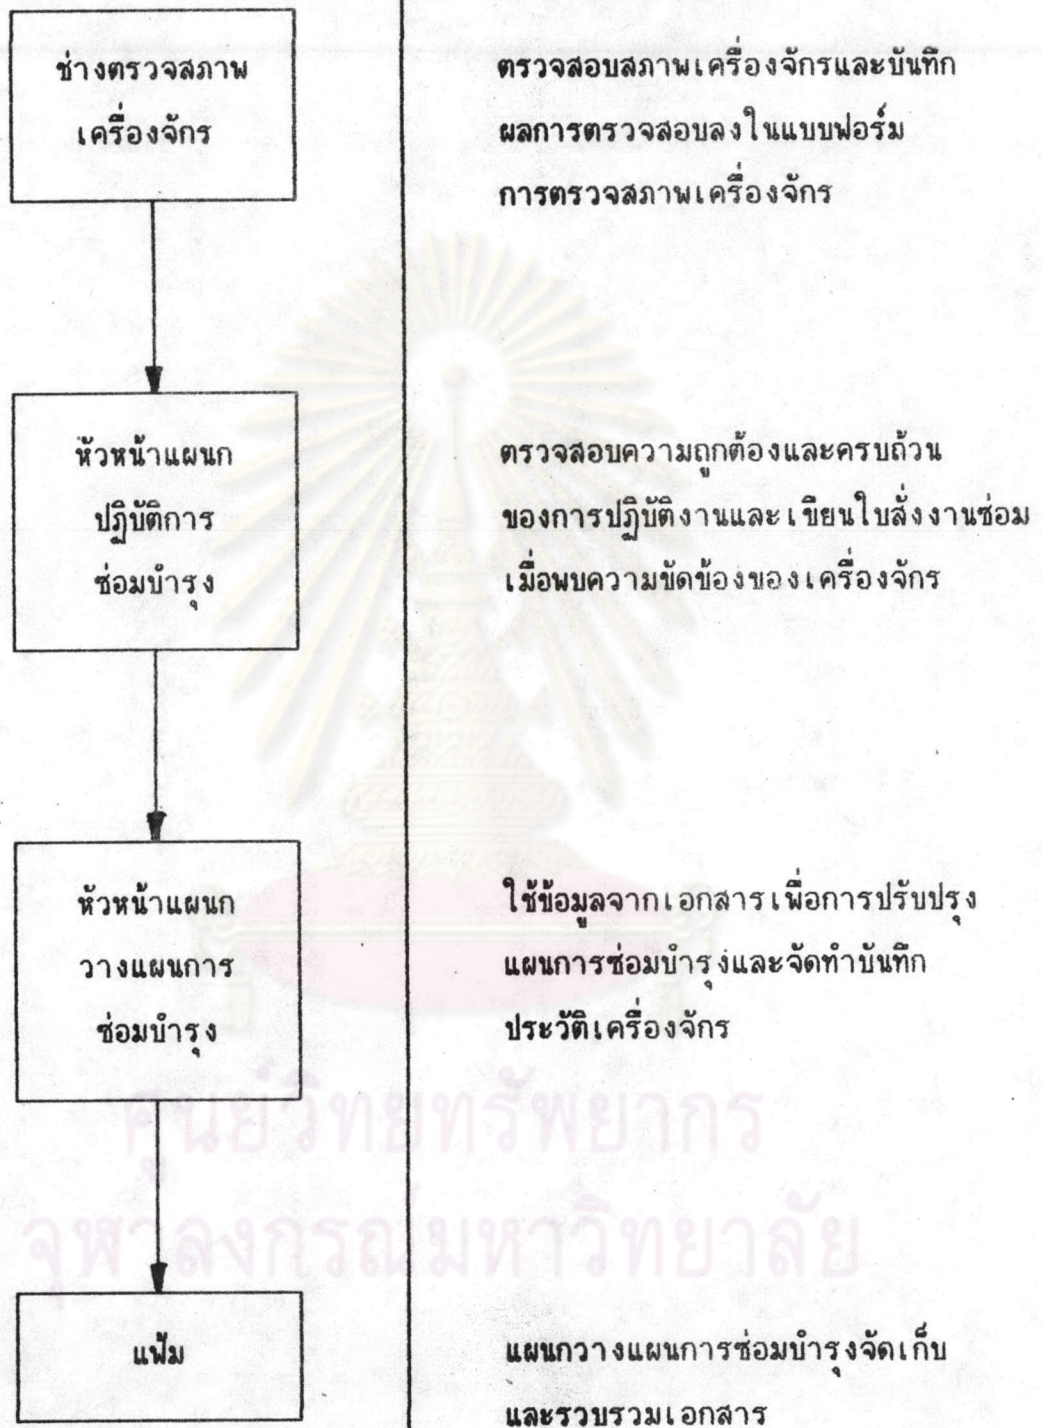 ช่างตรวจสภาพ
เครื่องจักร
ตรวจสอบสภาพเครื่องจักรและบันทึก
ผลการตรวจสอบลงในแบบฟอร์ม
การตรวจสภาพเครื่องจักร
หัวหน้าแผนก
ปฏิบัติการ
ซ่อมบำรุง
ตรวจสอบความถูกต้องและครบถ้วน
ของการปฏิบัติงานและเขียนใบสั่งงานซ่อม
เมื่อพบความขัดข้องของเครื่องจักร
หัวหน้าแผนก
วางแผนการ
ซ่อมบำรุง
ใช้ข้อมูลจากเอกสารเพื่อการปรับปรุง
แผนการซ่อมบำรุงและจัดทำบันทึก
ประวัติเครื่องจักร
ศูนย์วิทยทรัพยากร
จุฬาลงกรณ์มหาวิทยาลัย
แฟ้ม
แผนกวางแผนการซ่อมบำรุงจัดเก็บ
และรวบรวมเอกสาร